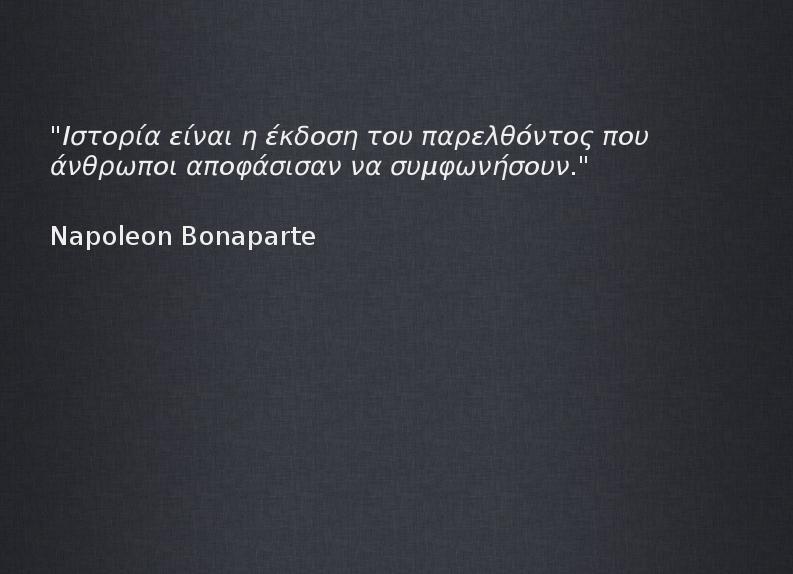 "Ιστορία είναι η έκδοση του παρελθόντος που
άνθρωποι αποφάσισαν να συμφωνήσουν."
Napoleon Bonaparte